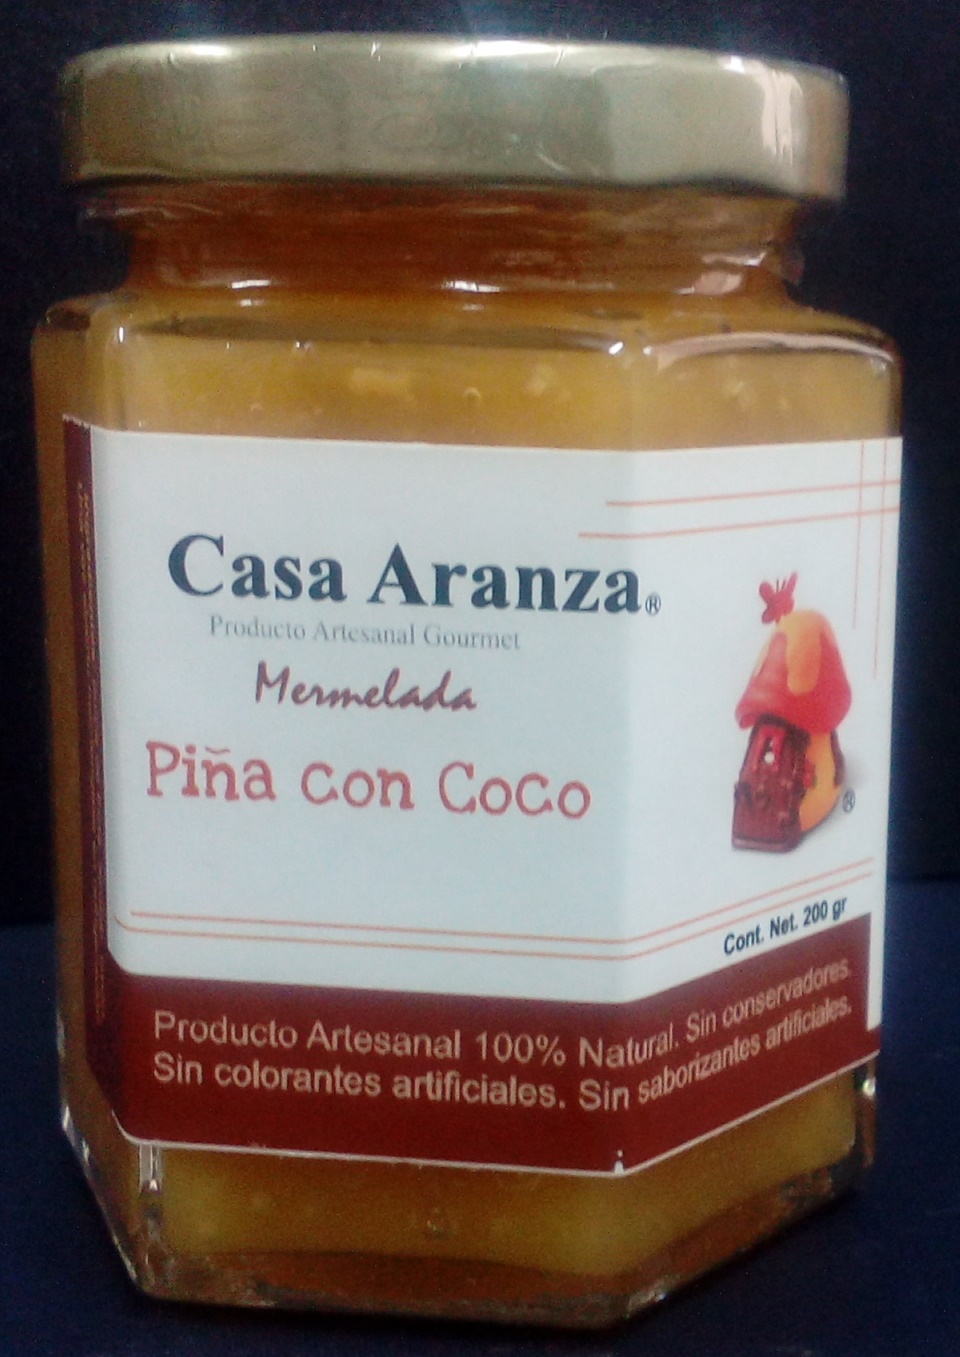 Casa Aranza®
Producto Artesanal Gourmet
Mermelada
Piña con Coco
®
Cont. Net. 200 gr
Producto Artesanal 100% Natural. Sin conservadores.
Sin colorantes artificiales. Sin saborizantes artificiales.